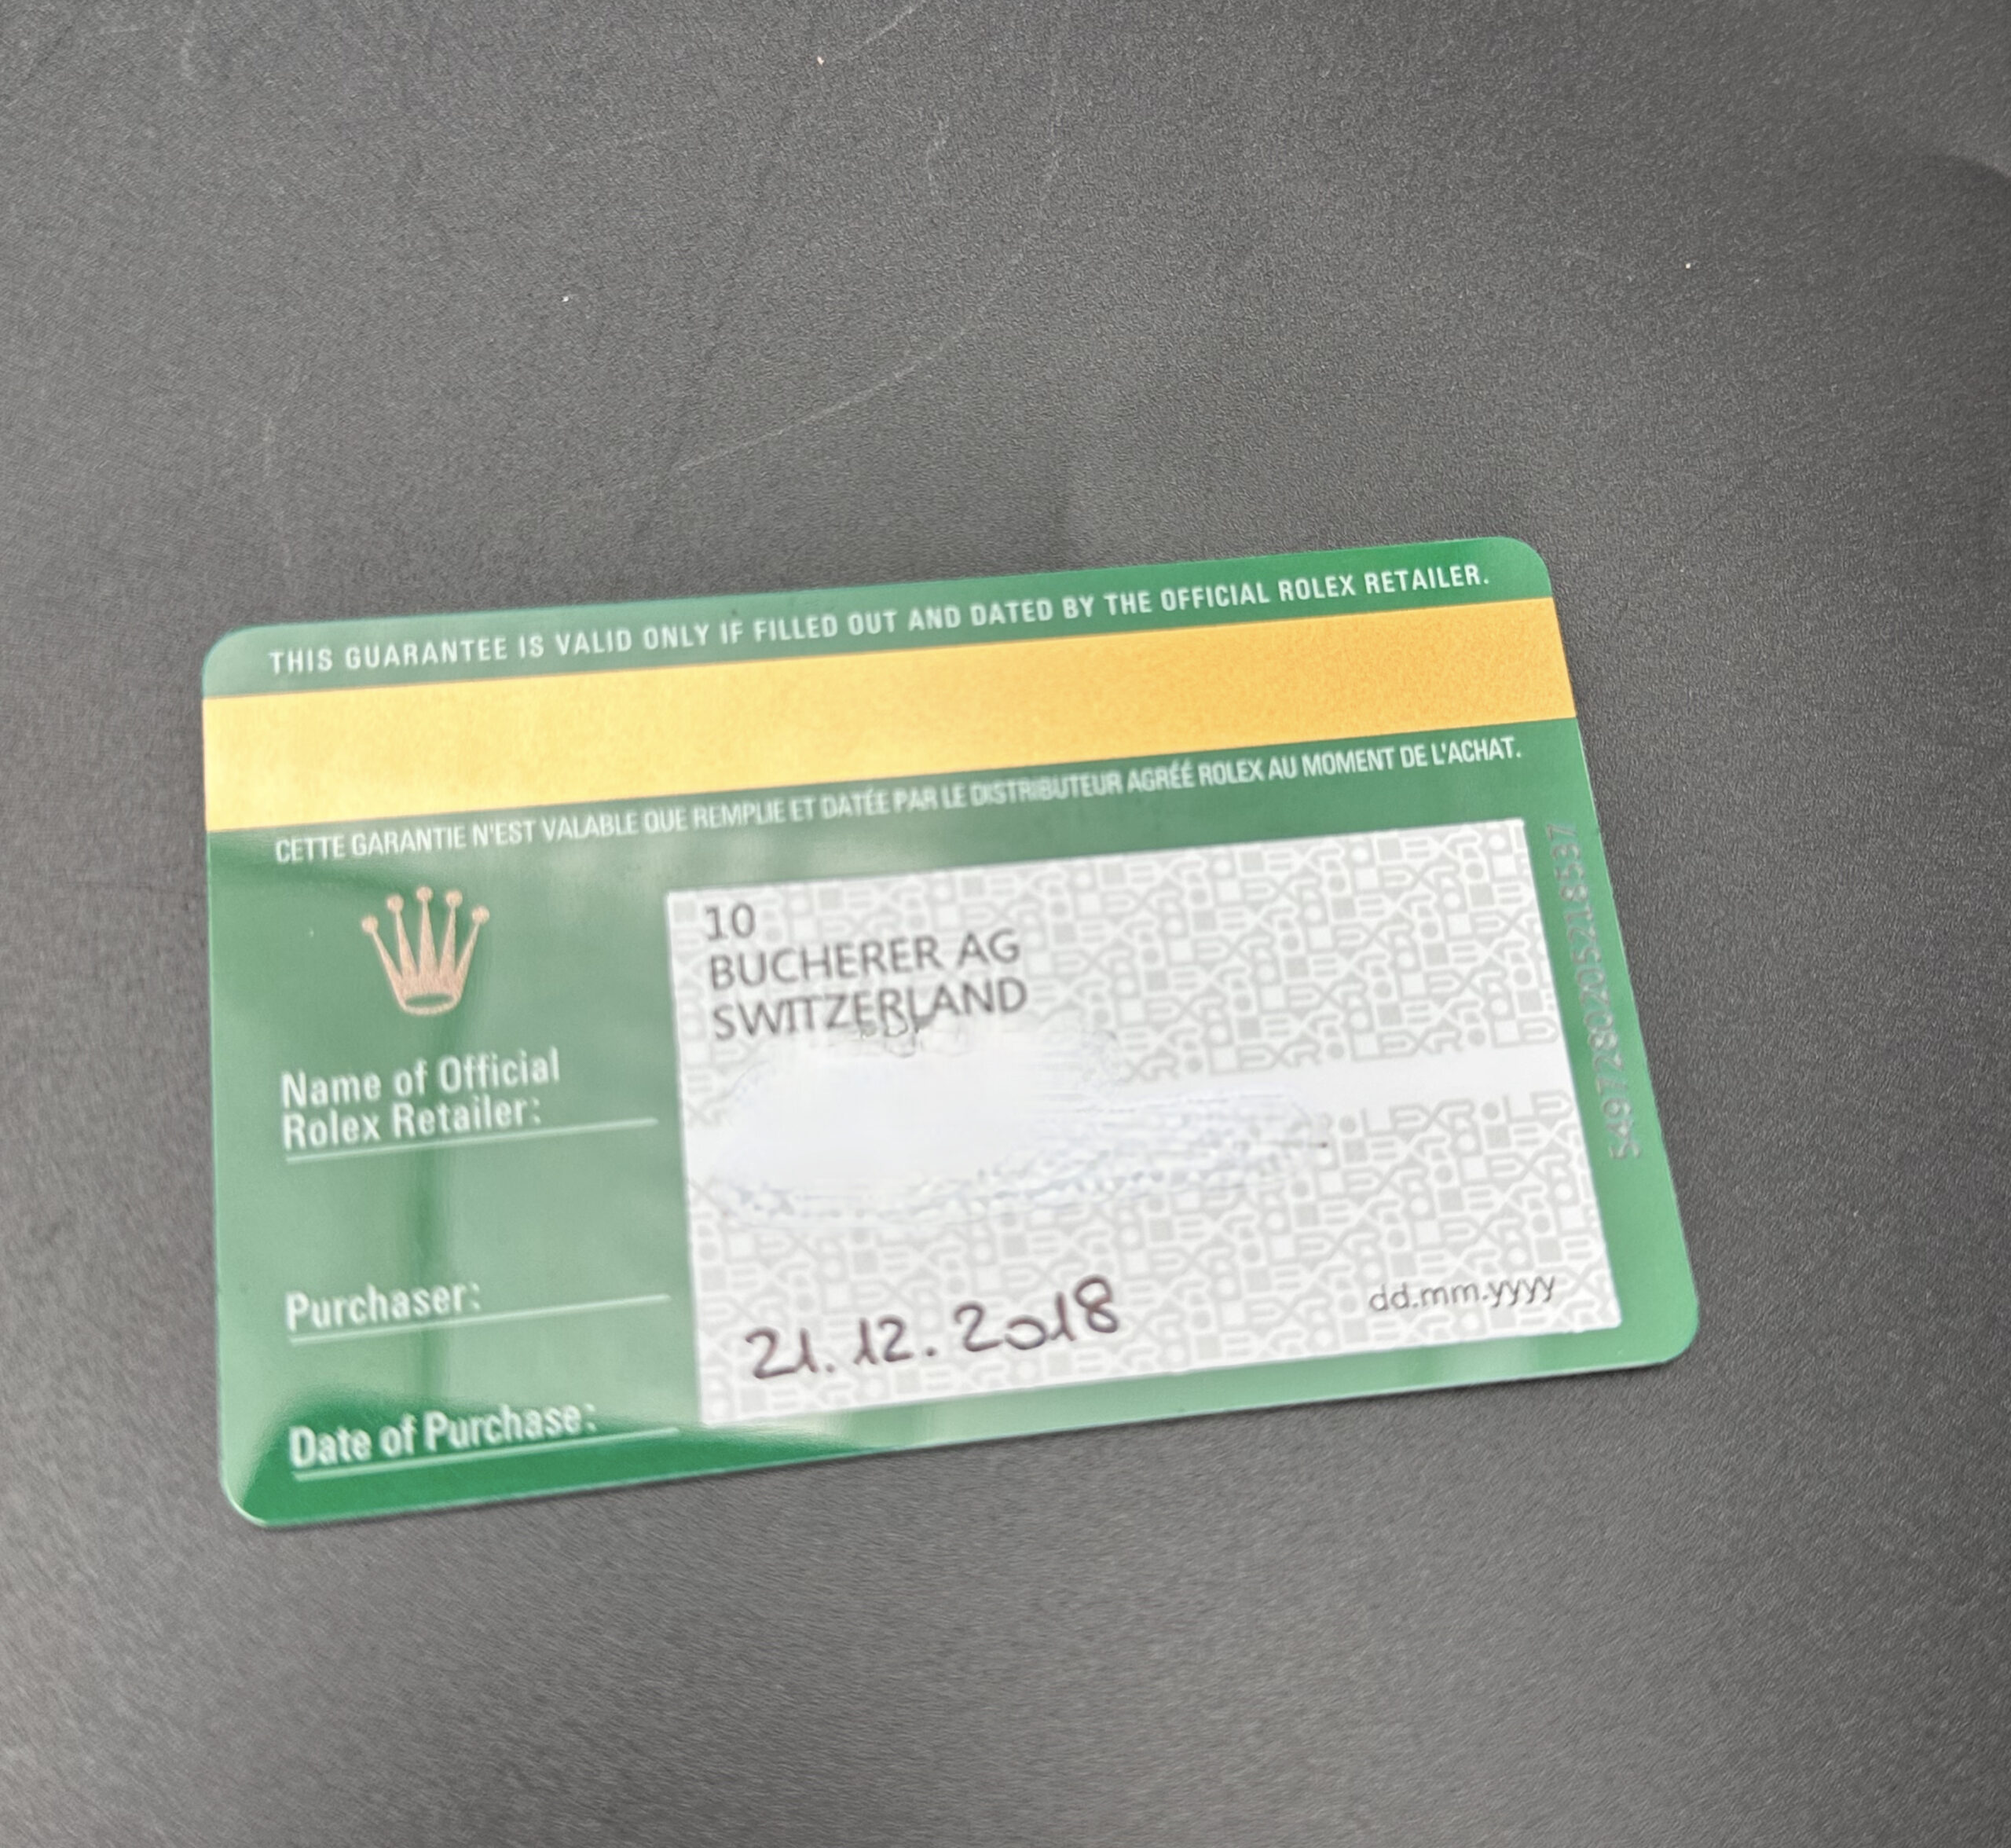 THIS GUARANTEE IS VALID ONLY IF FILLED OUT AND DATED BY THE OFFICIAL ROLEX RETAILER.
CETTE GARANTIE N'EST VALABLE QUE REMPLIE ET DATÉE PAR LE DISTRIBUTEUR AGRÉÉ ROLEX AU MOMENT DE L'ACHAT.
10
BUCHERER AG
SWITZERLAND
Name of Official
Rolex Retailer:
Purchaser:
dd.mm.yyyy
21.12.2018
Date of Purchase: